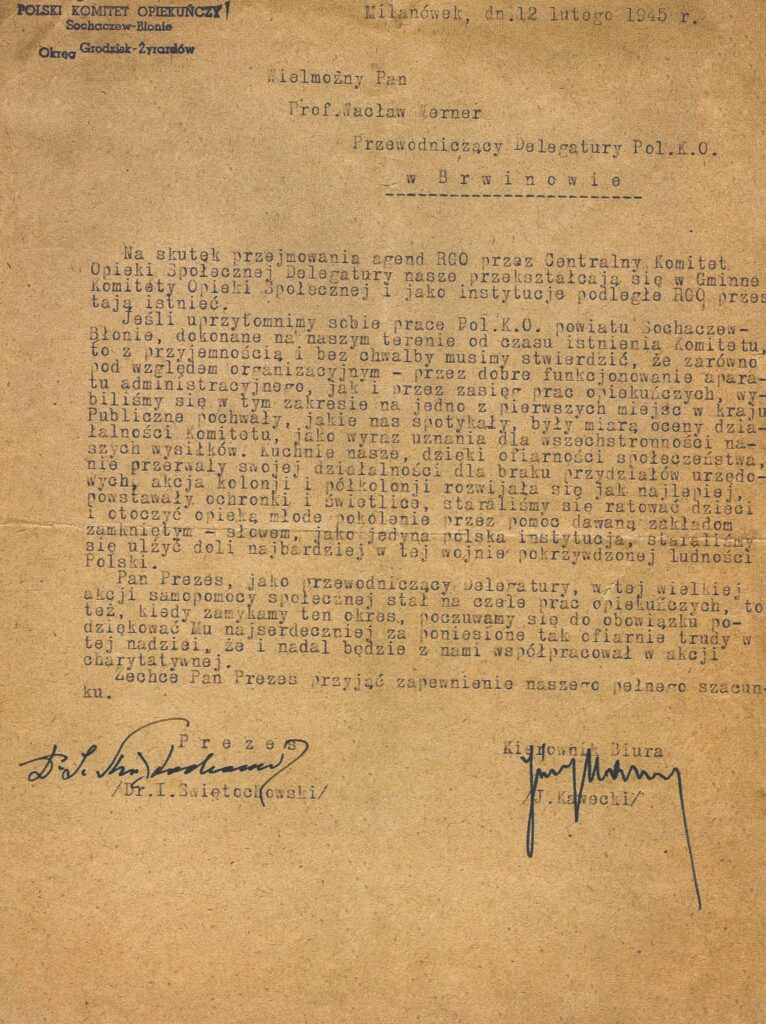 POLSKI KOMITET OPIEKUŃCZY
Sochaczew-Błonie
Okręg Grodzisk-Żyrardów
Milanówek, dn.12 lutego 1945 r.
Wielmożny Pan
Prof.Wacław Werner
Przewodniczący Delegatury Pol.K.O.
w Brwinowie
Na skutek przejmowania agend RGO przez Centralny Komitet
Opieki Społecznej Delegatury nasze przekształcają się w Gminne
Komitety Opieki Społecznej i jako instytucje podległe RGO przes
tają istnieć.
Jeśli uprzytomnimy sobie prace Pol.K.O. powiatu Sochaczew-
Błonie, dokonane na naszym terenie od czasu istnienia Komitetu,
to z przyjemnością i bez chwalby musimy stwierdzić, że zarówno
pod względem organizacyjnym - przez dobre funkcjonowanie apara-
tu administracyjnego, jak i przez zasięg prac opiekuńczych, wy-
biliśmy się w tym zakresie na jedno z pierwszych miejsc w kraju
Publiczne pochwały, jakie nas spotykały, były miarą oceny dzia-
łalności Komitetu, jako wyraz uznania dla wszechstronności na-
szych wysiłków. Kuchnie nasze, dzięki ofiarności społeczeństwa,
nie przerwały swojej działalności dla braku przydziałów urzędo-
wych, akcja kolonji i półkolonji rozwijała się jak najlepiej,
powstawały ochronki i świetlice, staraliśmy się ratować dzieci
i otoczyć opieką młode pokolenie przez pomoc dawaną zakładom
zamkniętym - słowem, jako jedyna polska instytucja, staraliśmy
się ulżyć doli najbardziej w tej wojnie pokrzywdzonej ludności
Polski.
Pan Prezes, jako przewodniczący Delegatury, w tej wielkiej
akcji samopomocy społecznej stał na czele prac opiekuńczych, to
też, kiedy zamykamy ten okres, poczuwamy się do obowiązku po-
dziękować Mu najserdeczniej za poniesione tak ofiarnie trudy w
tej nadziei, że i nadal będzie z nami współpracował w akcji
charytatywnej.
Zechce Pan Prezes przyjąć zapewnienie naszego pełnego szacun-
ku.
Prezes
Kierownik Biura
/Dr.I.Świętochowski/
/J.Kawecki/